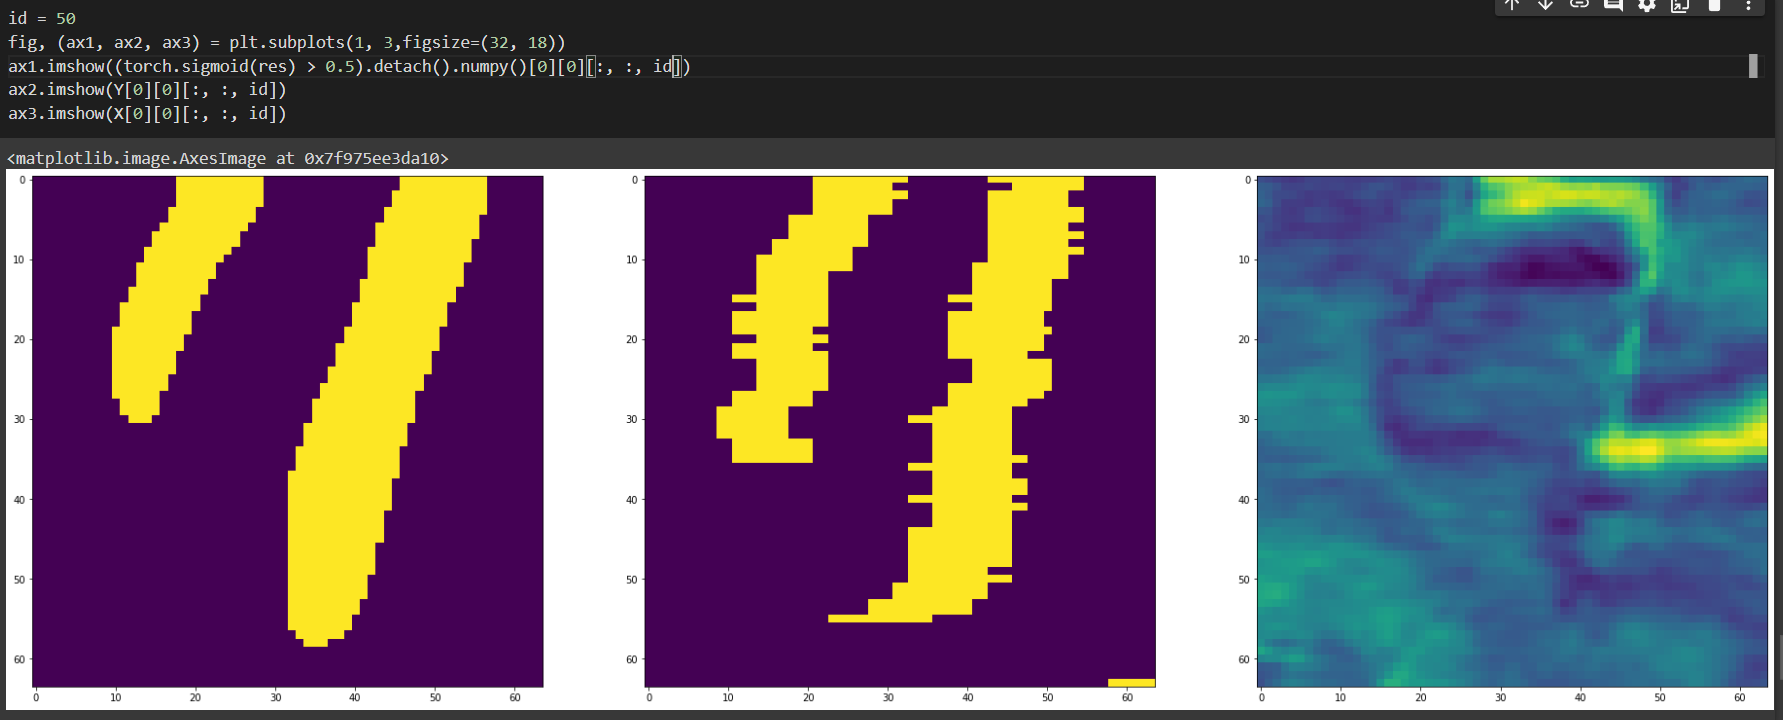 id = 50
fig, (ax1, ax2, ax3) = plt.subplots(1, 3,figsize=(32, 18))
ax1.imshow((torch.sigmoid(res) > 0.5).detach().numpy()[0][0][:, :, id])
ax2.imshow(Y[0][0][:, :, id])
ax3.imshow(X[0][0][:, :, id])
<matplotlib.image.AxesImage at 0x7f975ee3da10>
0
10
20
30
40
50
60
0 10 20 30 40 50 60
0
10
20
30
40
50
60
0 10 20 30 40 50 60
0
10
20
30
40
50
60
0 10 20 30 40 50 60